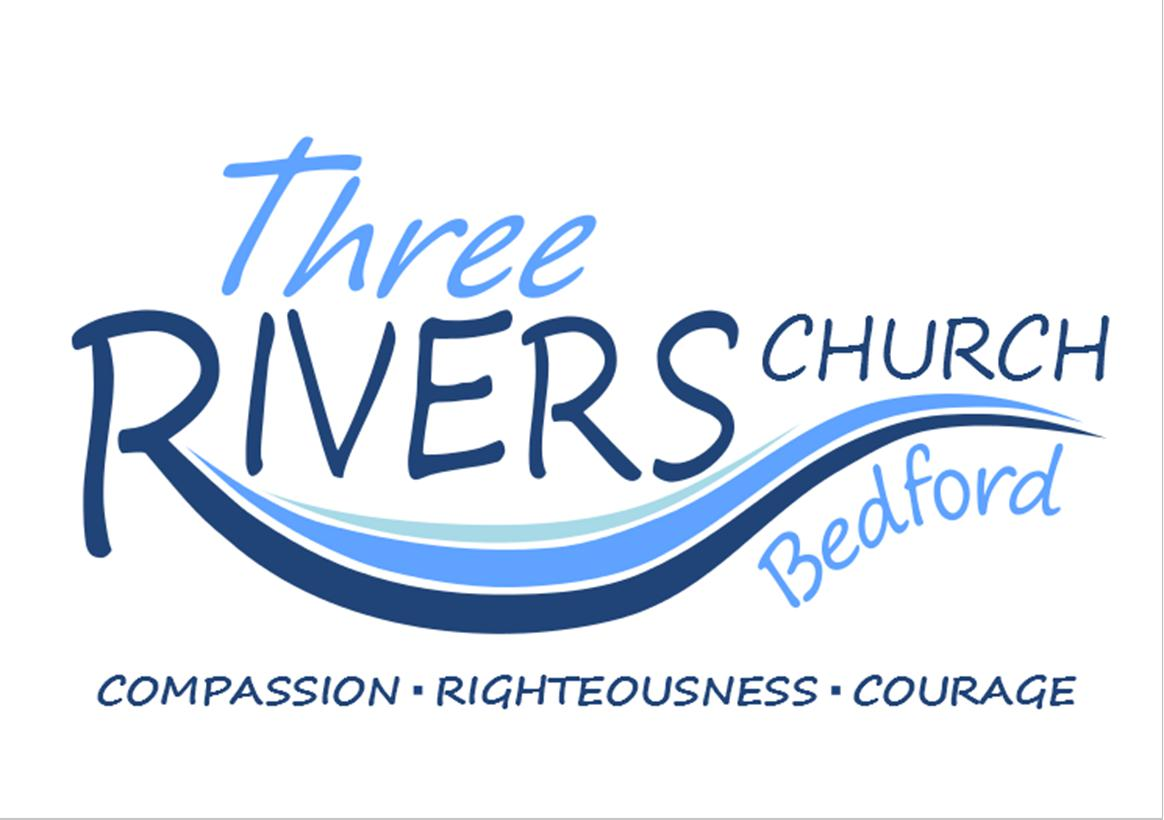 Three
RIVERS CHURCH
Bedford
COMPASSION ▪ RIGHTEOUSNESS ▪ COURAGE